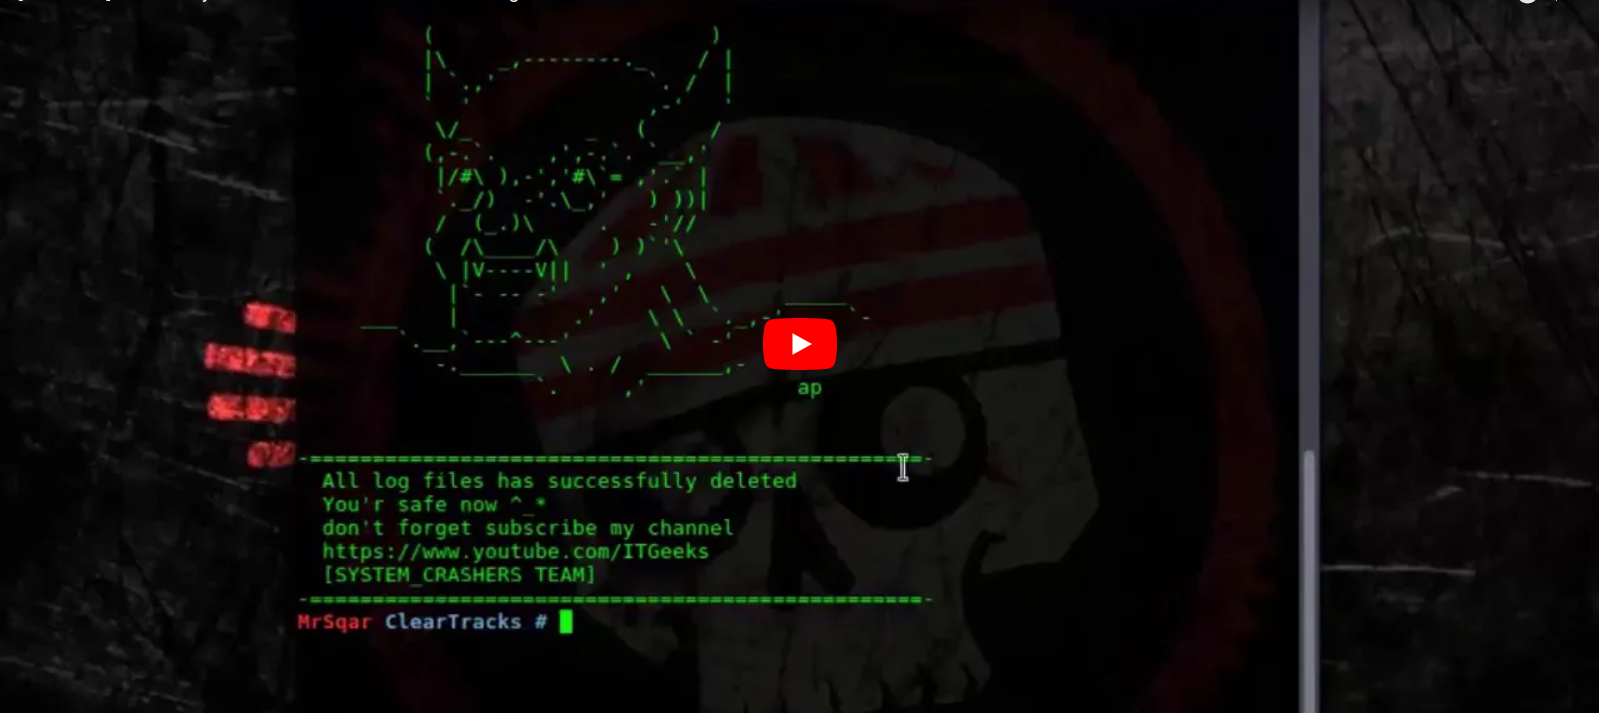 ap
All log files has successfully deleted
You'r safe now ^_*
don't forget subscribe my channel
https://www.youtube.com/ITGeeks
[SYSTEM_CRASHERS TEAM]
MrSqar ClearTracks #